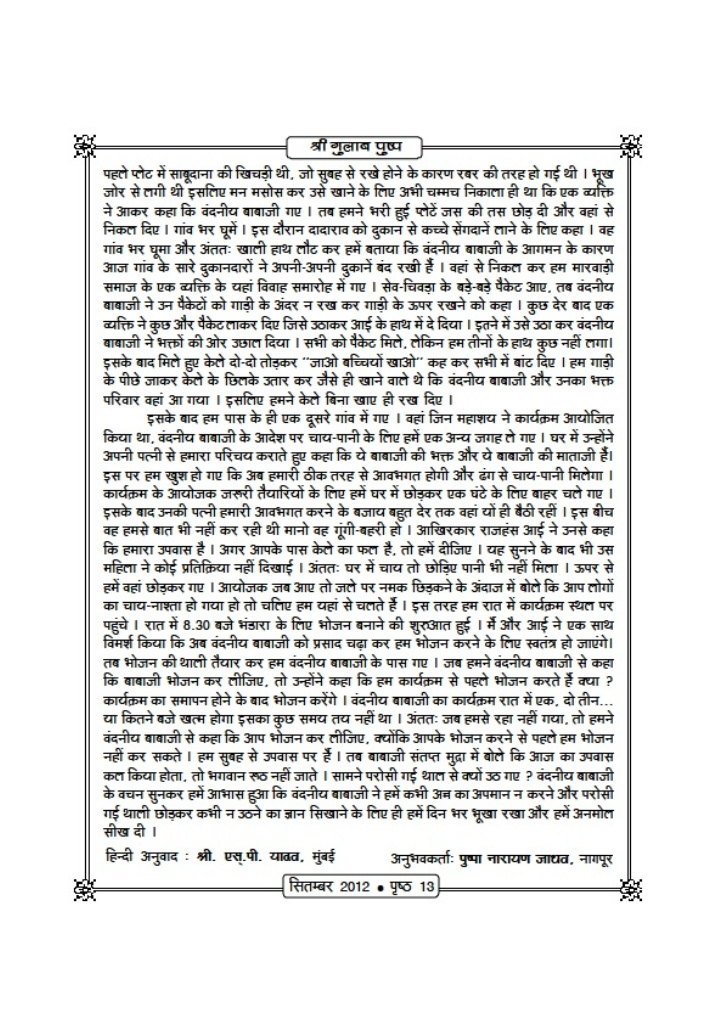 श्री गुलाब पुष्प
पहले प्लेट में साबूदाना की खिचड़ी थी, जो सुबह से रखे होने के कारण रबर की तरह हो गई थी । भूख
जोर से लगी थी इसलिए मन मसोस कर उसे खाने के लिए अभी चम्मच निकाला ही था कि एक व्यक्ति
ने आकर कहा कि वंदनीय बाबाजी गए । तब हमने भरी हुई प्लेटें जस की तस छोड़ दी और वहां से
निकल दिए । गांव भर घूमें । इस दौरान दादाराव को दुकान से कच्चे सेंगदानें लाने के लिए कहा । वह
गांव भर घूमा और अंततः खाली हाथ लौट कर हमें बताया कि वंदनीय बाबाजी के आगमन के कारण
आज गांव के सारे दुकानदारों ने अपनी-अपनी दुकानें बंद रखी हैं । वहां से निकल कर हम मारवाड़ी
समाज के एक व्यक्ति के यहां विवाह समारोह में गए । सेव-चिवड़ा के बड़े-बड़े पैकेट आए, तब वंदनीय
बाबाजी ने उन पैकेटों को गाड़ी के अंदर न रख कर गाड़ी के ऊपर रखने को कहा । कुछ देर बाद एक
व्यक्ति ने कुछ और पैकेट लाकर दिए जिसे उठाकर आई के हाथ में दे दिया । इतने में उसे उठा कर वंदनीय
बाबाजी ने भक्तों की ओर उछाल दिया । सभी को पैकेट मिले, लेकिन हम तीनों के हाथ कुछ नहीं लगा।
इसके बाद मिले हुए केले दो-दो तोड़कर ''जाओ बच्चियों खाओ'' कह कर सभी में बांट दिए । हम गाड़ी
के पीछे जाकर केले के छिलके उतार कर जैसे ही खाने वाले थे कि वंदनीय बाबाजी और उनका भक्त
परिवार वहां आ गया । इसलिए हमने केले बिना खाए ही रख दिए ।
इसके बाद हम पास के ही एक दूसरे गांव में गए । वहां जिन महाशय ने कार्यक्रम आयोजित
किया था, वंदनीय बाबाजी के आदेश पर चाय-पानी के लिए हमें एक अन्य जगह ले गए । घर में उन्होंने
अपनी पत्नी से हमारा परिचय कराते हुए कहा कि ये बाबाजी की भक्त और ये बाबाजी की माताजी हैं।
इस पर हम खुश हो गए कि अब हमारी ठीक तरह से आवभगत होगी और ढंग से चाय-पानी मिलेगा ।
कार्यक्रम के आयोजक जरूरी तैयारियों के लिए हमें घर में छोड़कर एक घंटे के लिए बाहर चले गए ।
इसके बाद उनकी पत्नी हमारी आवभगत करने के बजाय बहुत देर तक वहां यों ही बैठी रहीं । इस बीच
वह हमसे बात भी नहीं कर रही थी मानो वह गूंगी-बहरी हो । आखिरकार राजहंस आई ने उनसे कहा
कि हमारा उपवास है । अगर आपके पास केले का फल है, तो हमें दीजिए । यह सुनने के बाद भी उस
महिला ने कोई प्रतिक्रिया नहीं दिखाई । अंततः घर में चाय तो छोड़िए पानी भी नहीं मिला । ऊपर से
हमें वहां छोड़कर गए । आयोजक जब आए तो जले पर नमक छिड़कने के अंदाज में बोले कि आप लोगों
का चाय-नाश्ता हो गया हो तो चलिए हम यहां से चलते हैं । इस तरह हम रात में कार्यक्रम स्थल पर
पहुंचे । रात में 8.30 बजे भंडारा के लिए भोजन बनाने की शुरुआत हुई । मैं और आई ने एक साथ
विमर्श किया कि अब वंदनीय बाबाजी को प्रसाद चढ़ा कर हम भोजन करने के लिए स्वतंत्र हो जाएंगे।
तब भोजन की थाली तैयार कर हम वंदनीय बाबाजी के पास गए । जब हमने वंदनीय बाबाजी से कहा
कि बाबाजी भोजन कर लीजिए, तो उन्होंने कहा कि हम कार्यक्रम से पहले भोजन करते हैं क्या ?
कार्यक्रम का समापन होने के बाद भोजन करेंगे । वंदनीय बाबाजी का कार्यक्रम रात में एक, दो तीन...
या कितने बजे खत्म होगा इसका कुछ समय तय नहीं था । अंततः जब हमसे रहा नहीं गया, तो हमने
वंदनीय बाबाजी से कहा कि आप भोजन कर लीजिए, क्योंकि आपके भोजन करने से पहले हम भोजन
नहीं कर सकते । हम सुबह से उपवास पर हैं । तब बाबाजी संतप्त मुद्रा में बोले कि आज का उपवास
कल किया होता, तो भगवान रूठ नहीं जाते । सामने परोसी गई थाल से क्यों उठ गए ? वंदनीय बाबाजी
के वचन सुनकर हमें आभास हुआ कि वंदनीय बाबाजी ने हमें कभी अन्न का अपमान न करने और परोसी
गई थाली छोड़कर कभी न उठने का ज्ञान सिखाने के लिए ही हमें दिन भर भूखा रखा और हमें अनमोल
सीख दी ।
हिन्दी अनुवाद : श्री. एस्.पी. यादव, मुंबई अनुभवकर्ताः पुष्पा नारायण जाधव, नागपूर
सितम्बर 2012 ● पृष्ठ 13